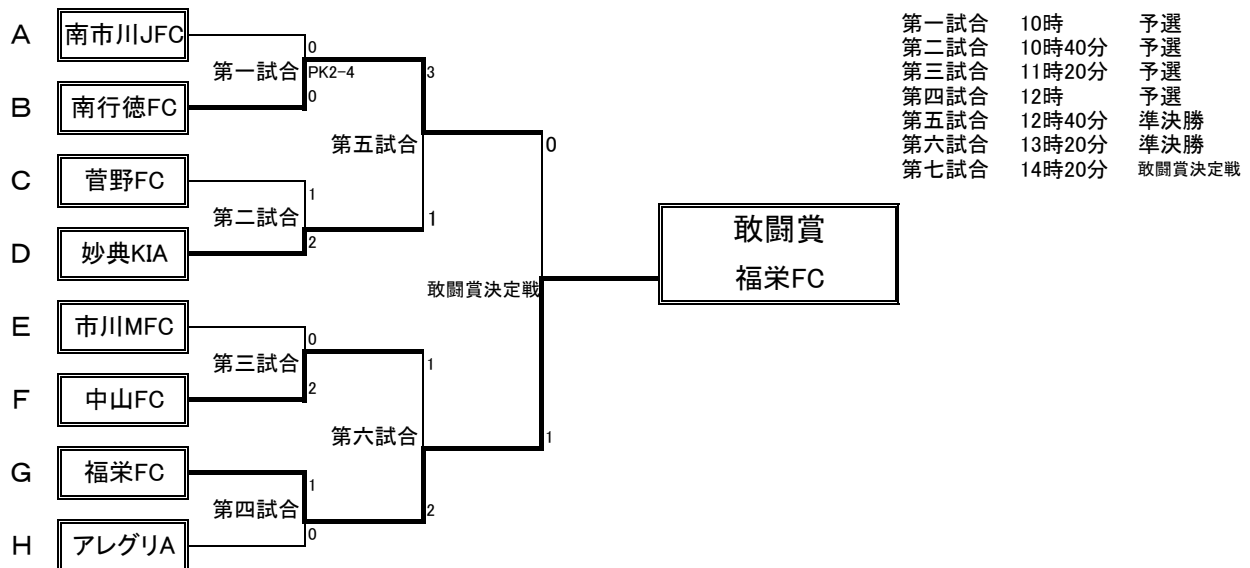 A 南市川JFC
0
第一試合 PK2-4 3
B 南行徳FC 0
第五試合 0
C 菅野FC
1
第二試合 1
D 妙典KIA 2
敢闘賞決定戦
E 市川MFC
0
第三試合 1
F 中山FC 2
第六試合 1
G 福栄FC
1
第四試合 2
0
H アレグリA
敢闘賞
福栄FC
第一試合 10時 予選
第二試合 10時40分 予選
第三試合 11時20分 予選
第四試合 12時 予選
第五試合 12時40分 準決勝
第六試合 13時20分 準決勝
第七試合 14時20分 敢闘賞決定戦